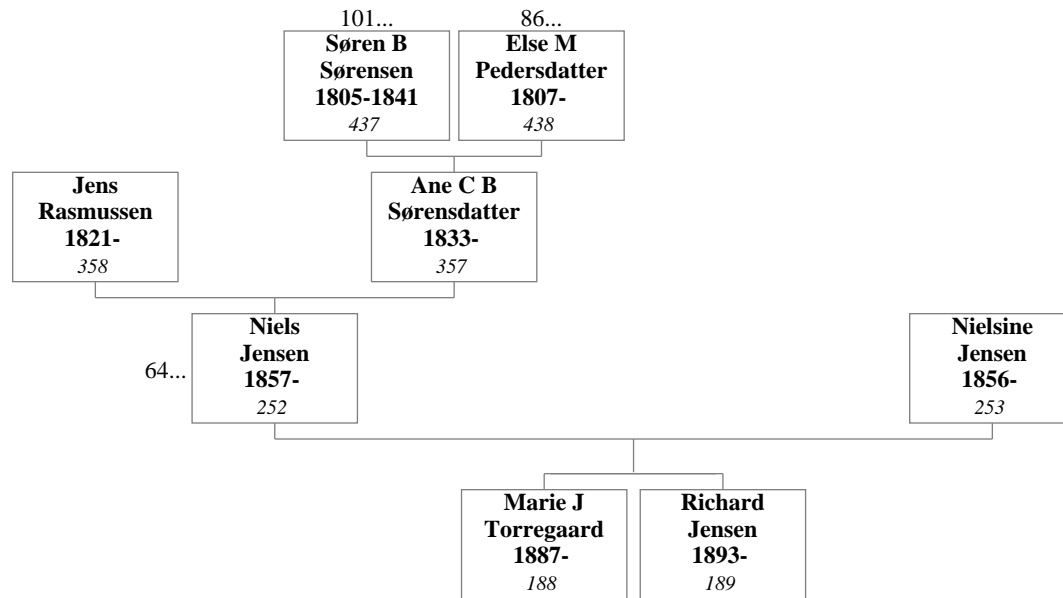 101...
86...
Søren B
Sørensen
1805-1841
437
Else M
Pedersdatter
1807-
438
Jens
Rasmussen
1821-
358
Ane C B
Sørensdatter
1833-
357
64...
Niels
Jensen
1857-
252
Nielsine
Jensen
1856-
253
Marie J
Torregaard
1887-
188
Richard
Jensen
1893-
189